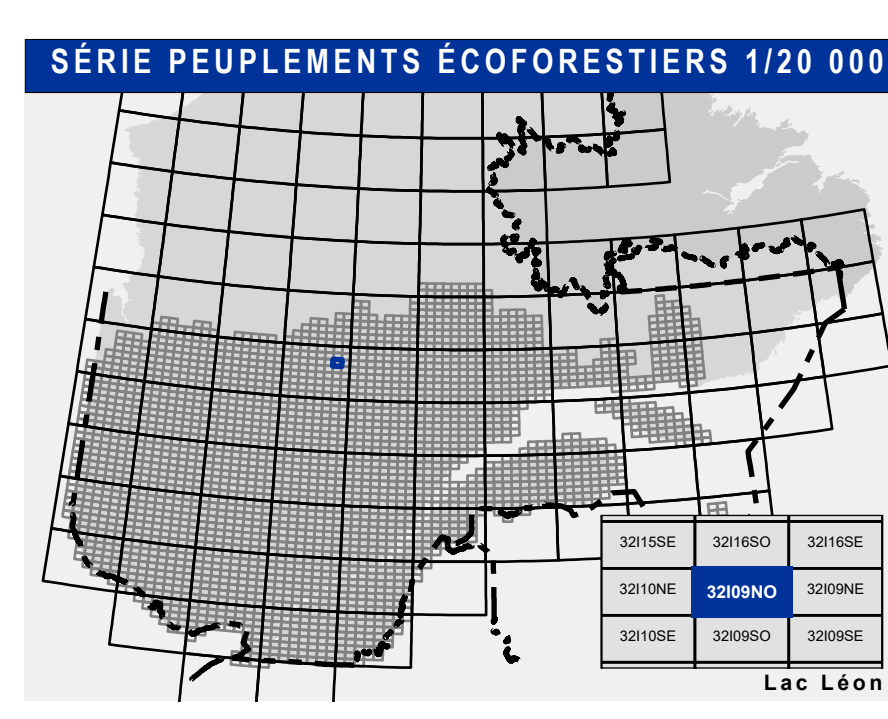 SÉRIE PEUPLEMENTS ÉCOFORESTIERS 1/20 000
32I15SE 32I16SO 32I16SE
32I10NE 32I09NO 32I09NE
32I10SE 32I09SO 32I09SE
Lac Léon